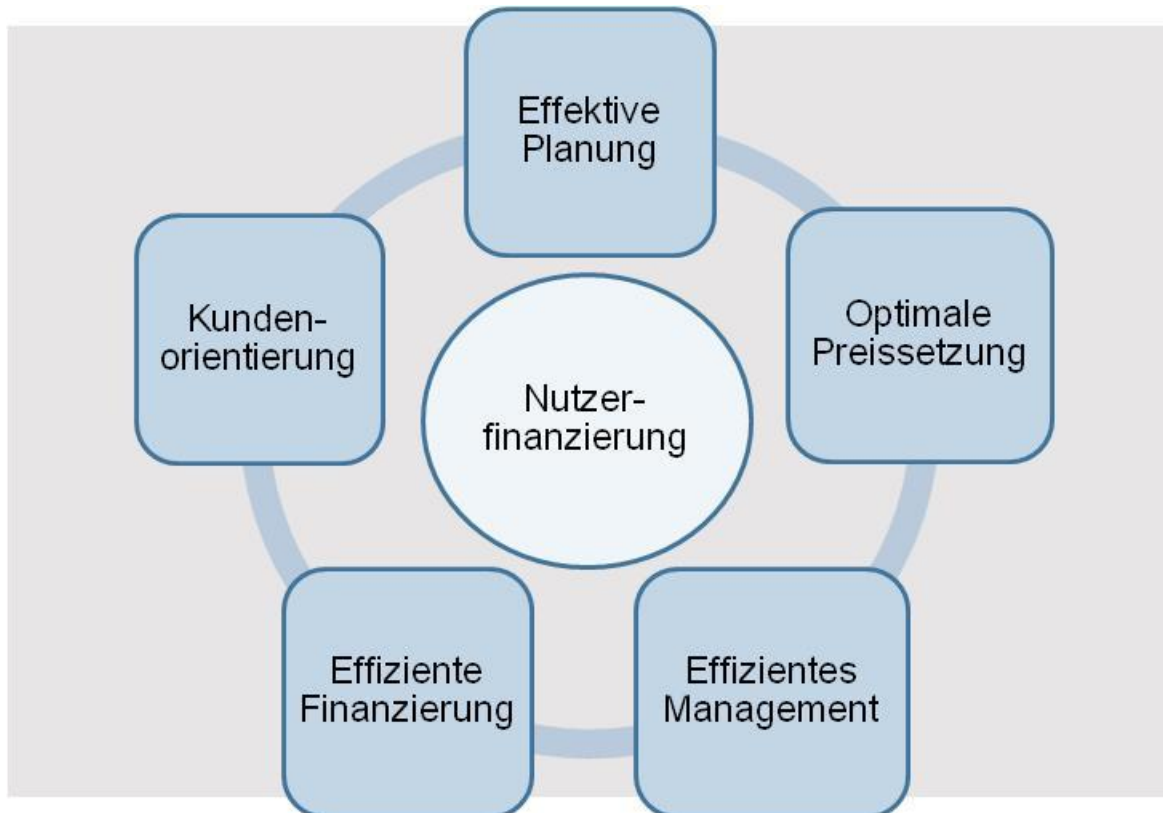 Effektive
Planung
Optimale
Preissetzung
Effizientes
Management
Effiziente
Finanzierung
Kunden-
orientierung
Nutzer-
finanzierung